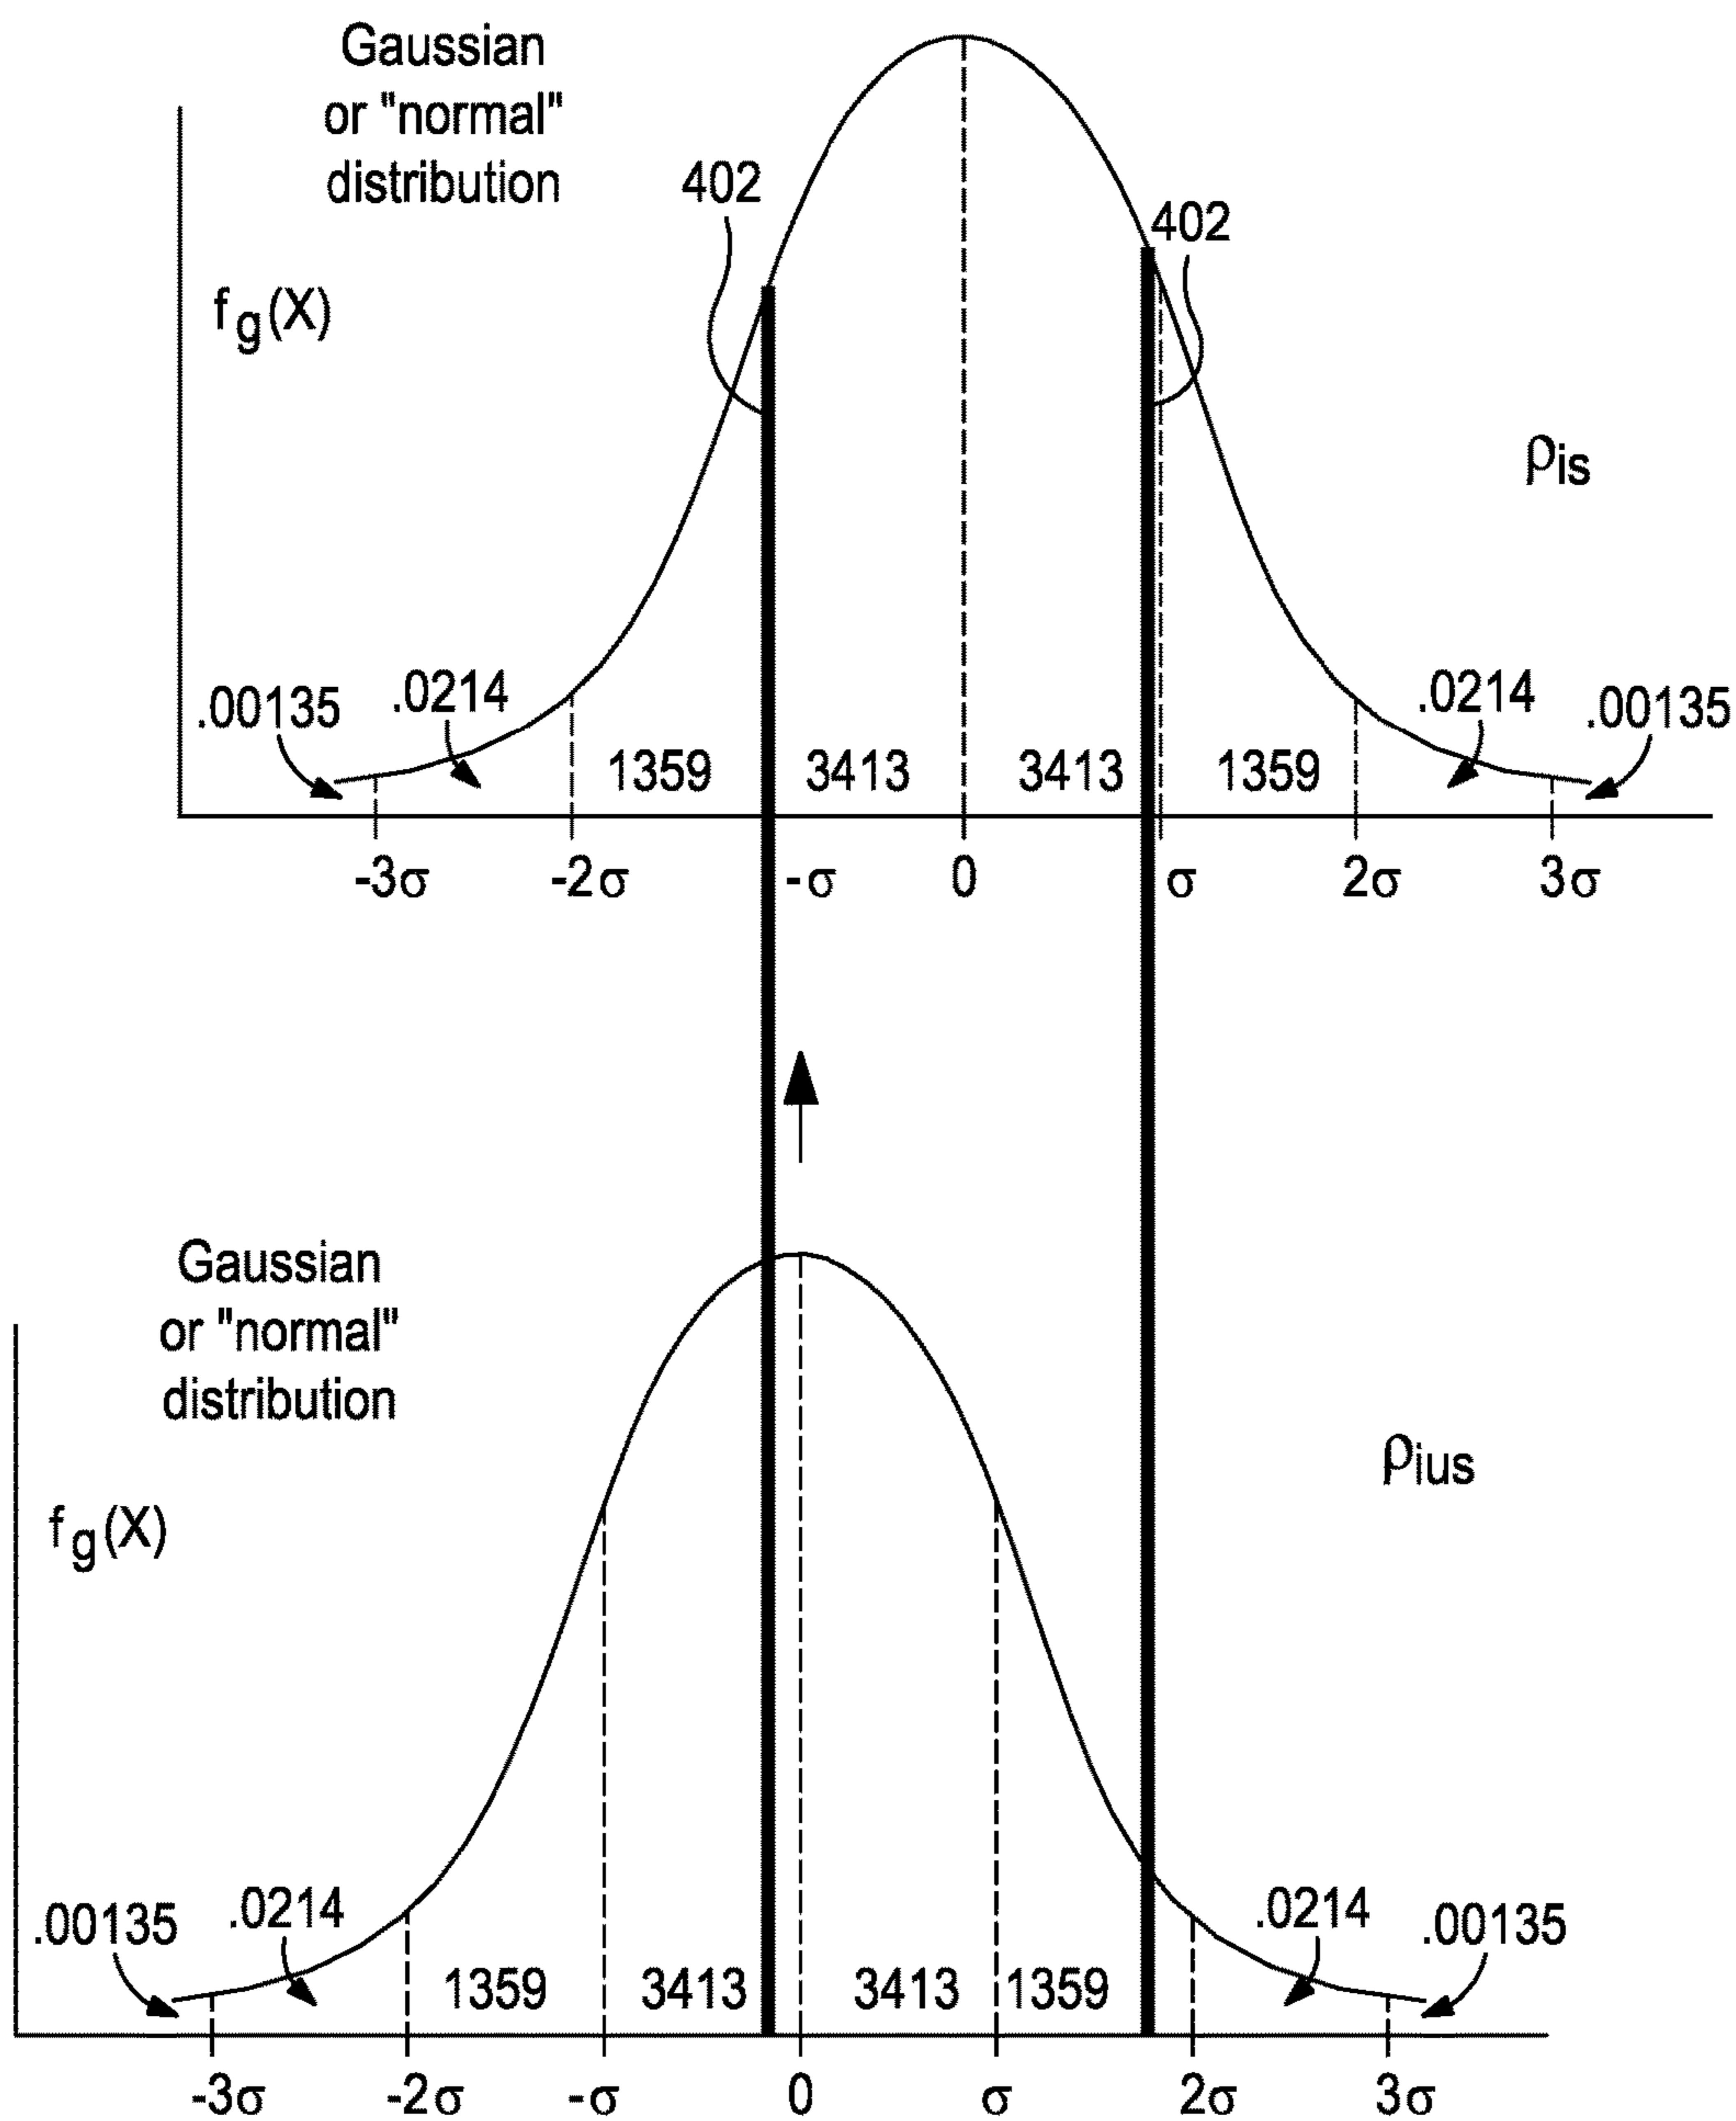 Gaussian
or "normal"
distribution
402
402
fg(X)
ρis
.00135 .0214 1359 3413 3413 1359 .0214 .00135
-3σ -2σ -σ 0 σ 2σ 3σ
Gaussian
or "normal"
distribution
ρius
fg(X)
.00135 .0214 1359 3413 3413 1359 .0214 .00135
-3σ -2σ -σ 0 σ 2σ 3σ